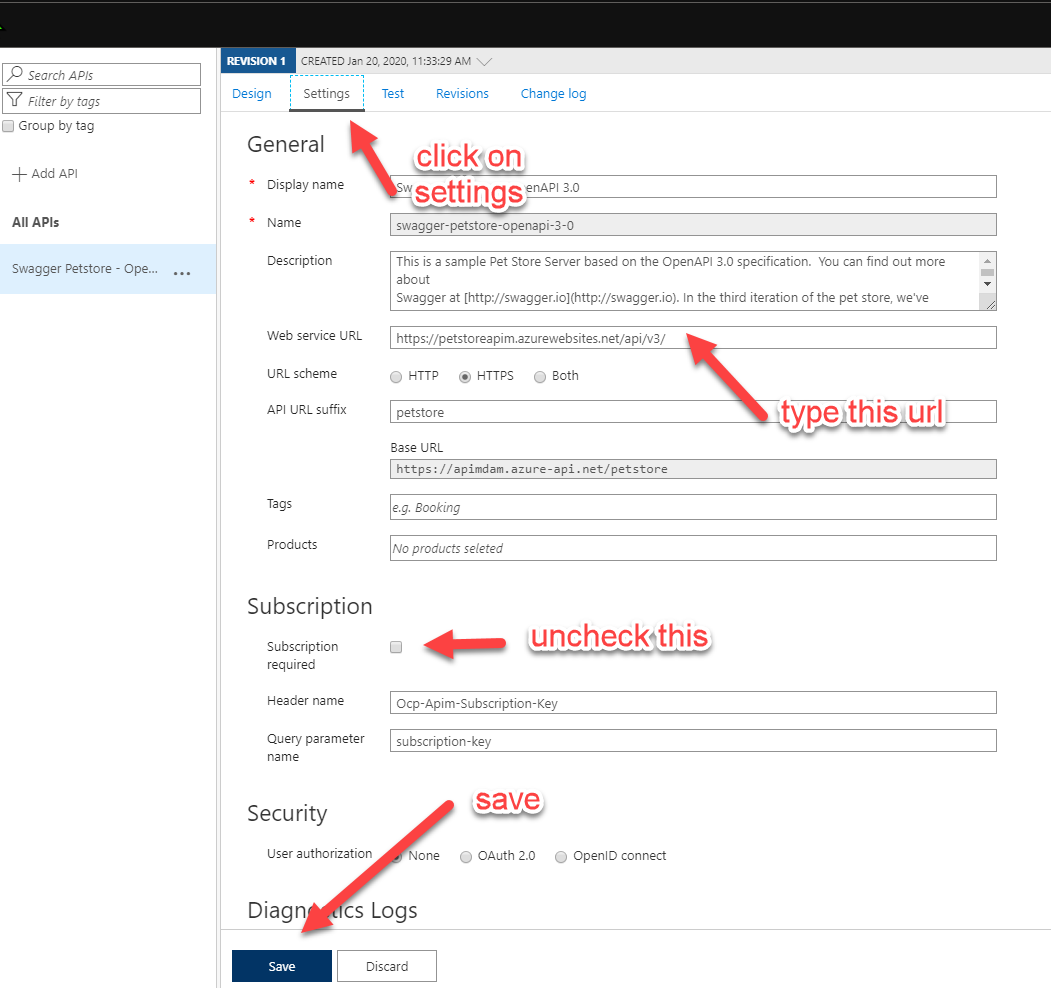 REVISION 1 CREATED Jan 20, 2020, 11:33:29 AM
Search APIs
Filter by tags
Group by tag
Add API
All APIs
Swagger Petstore - Ope... ...
Design Settings Test Revisions Change log
General
click on
settings
* Display name
enAPI 3.0
* Name
swagger-petstore-openapi-3-0
Description
This is a sample Pet Store Server based on the OpenAPI 3.0 specification. You can find out more
about
Swagger at [http://swagger.io](http://swagger.io). In the third iteration of the pet store, we've
Web service URL
https://petstoreapim.azurewebsites.net/api/v3/
type this url
URL scheme
HTTP HTTPS Both
API URL suffix
petstore
Base URL
https://apimdam.azure-api.net/petstore
Tags
e.g. Booking
Products
No products seleted
Subscription
Subscription
required
uncheck this
Header name
Ocp-Apim-Subscription-Key
Query parameter
name
subscription-key
save
Security
User authorization
None OAuth 2.0 OpenID connect
Diagnostics Logs
Save Discard